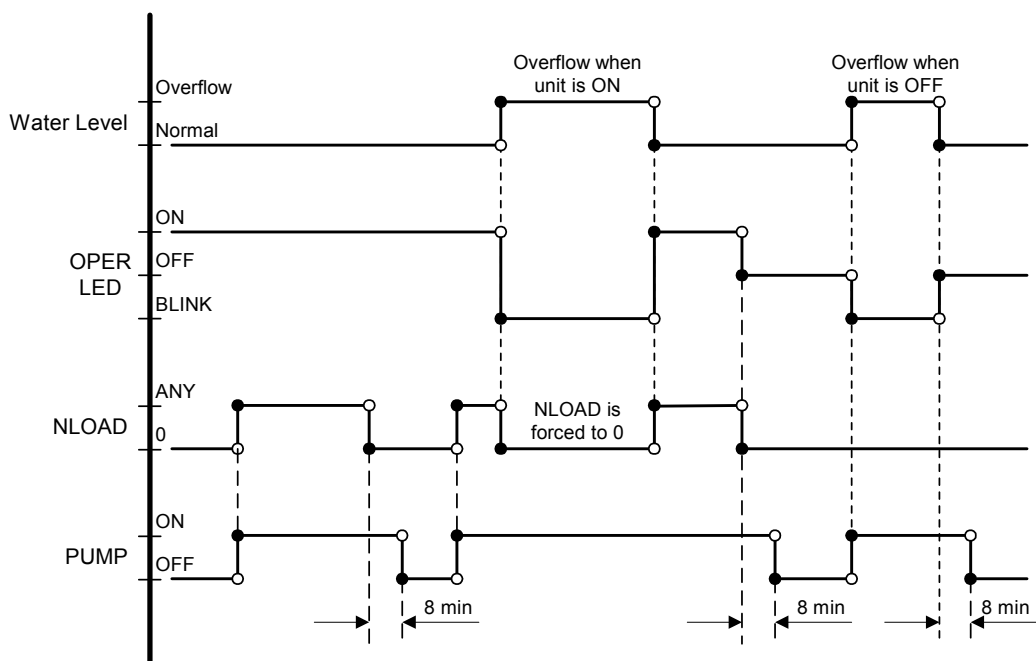 Overflow when
unit is ON
Overflow when
unit is OFF
Water Level
Overflow
Normal
OPER
LED
ON
OFF
BLINK
NLOAD
ANY
0
NLOAD is
forced to 0
PUMP
ON
OFF
8 min
8 min
8 min